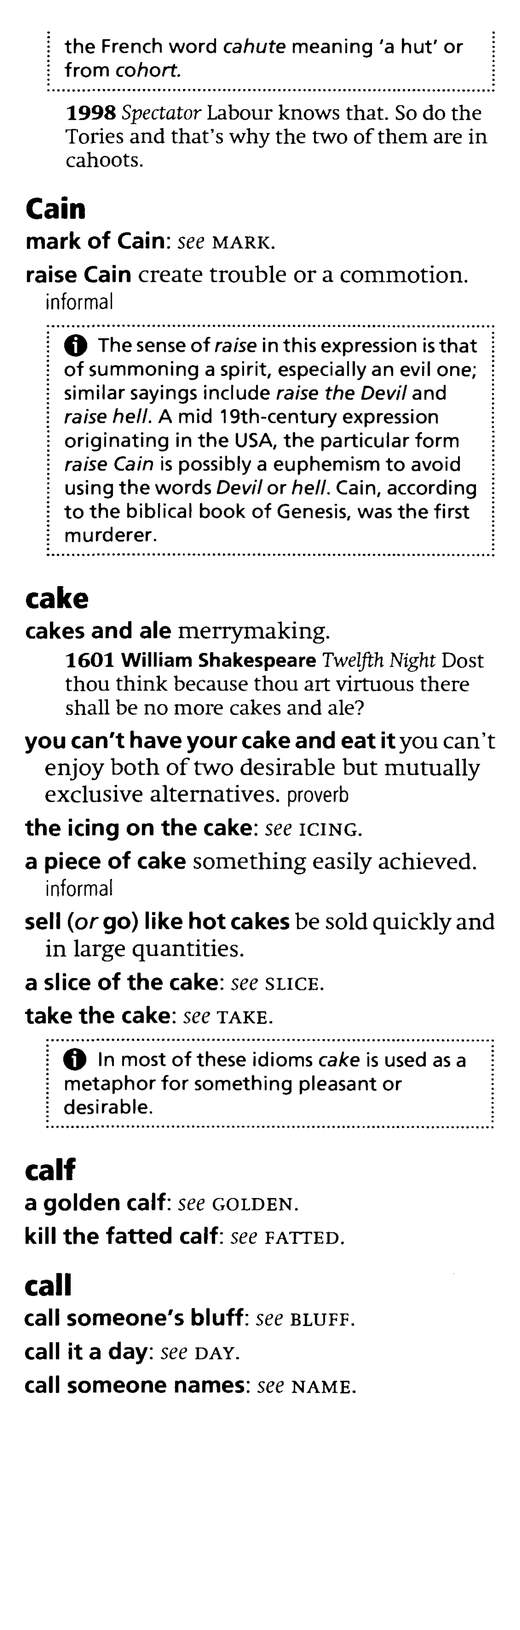 the French word cahute meaning 'a hut' or
from cohort.
1998 Spectator Labour knows that. So do the
Tories and that's why the two of them are in
cahoots.
Cain
mark of Cain: see MARK.
raise Cain create trouble or a commotion.
informal
The sense of raise in this expression is that
of summoning a spirit, especially an evil one;
similar sayings include raise the Devil and
raise hell. A mid 19th-century expression
originating in the USA, the particular form
raise Cain is possibly a euphemism to avoid
using the words Devil or hell. Cain, according
to the biblical book of Genesis, was the first
murderer.
cake
cakes and ale merrymaking.
1601 William Shakespeare Twelfth Night Dost
thou think because thou art virtuous there
shall be no more cakes and ale?
you can't have your cake and eat it you can't
enjoy both of two desirable but mutually
exclusive alternatives. proverb
the icing on the cake: see ICING.
a piece of cake something easily achieved.
informal
sell (or go) like hot cakes be sold quickly and
in large quantities.
a slice of the cake: see SLICE.
take the cake: see TAKE.
In most of these idioms cake is used as a
metaphor for something pleasant or
desirable.
calf
a golden calf: see GOLDEN.
kill the fatted calf: see FATTED.
call
call someone's bluff: see BLUFF.
call it a day: see DAY.
call someone names: see NAME.